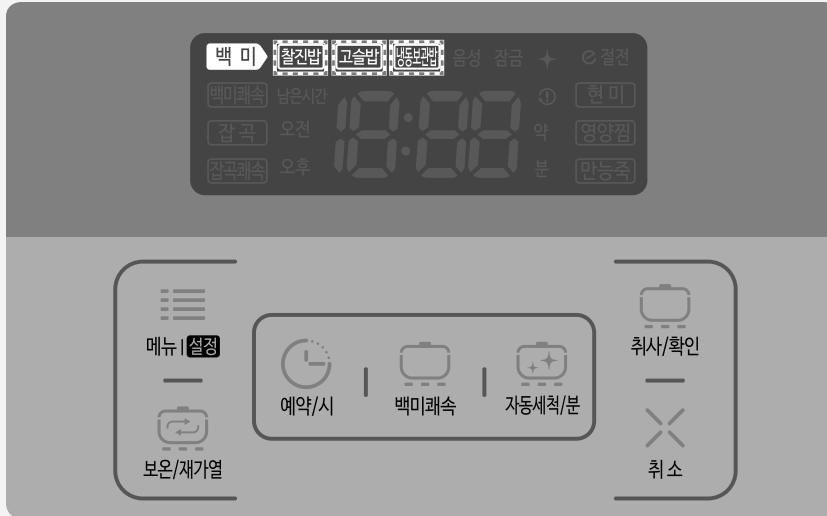 백 미 찰진밥 고슬밥 냉동보관밥 음성 잠금 e절전
백미쾌속 남은시간 현 미
잡 곡 오전 18:88 약 영양찜
잡곡쾌속 오후 분 만능죽
메뉴 | 설정
취사/확인
예약/시 백미쾌속 자동세척/분
보온/재가열
취 소